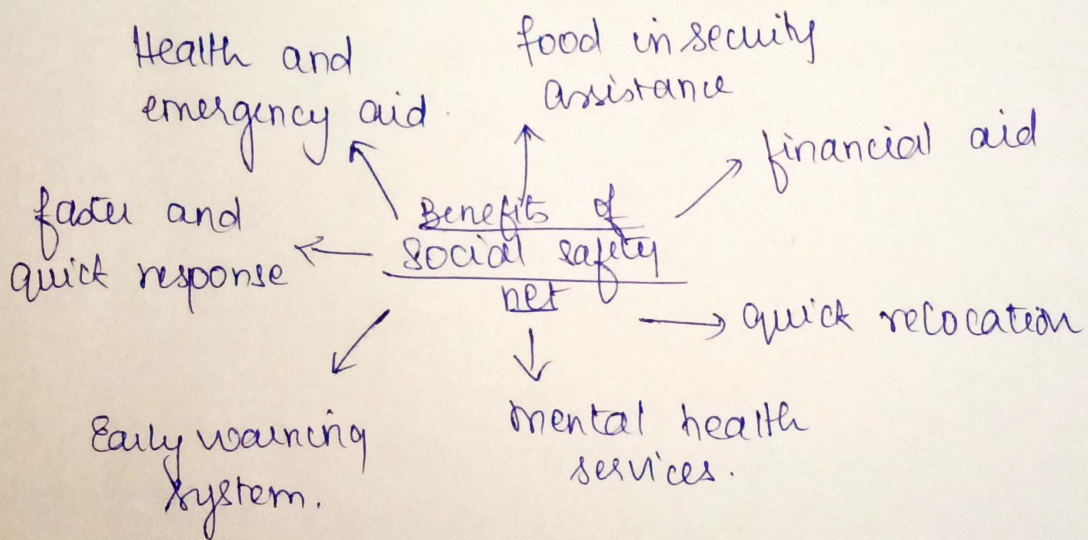 Health and
emergency aid.
food in secuity
assistance
financial aid
faster and
quick response
Benefits of
social safety
net
quick relocation
Early warning
system.
mental health
services.